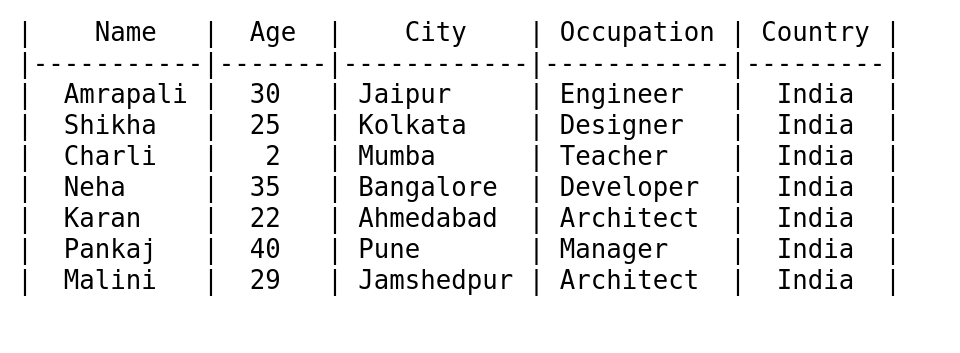 |    Name   |  Age  |    City    | Occupation | Country |
|-----------|-------|------------|------------|---------|
|  Amrapali |  30   | Jaipur     | Engineer   |  India  |
|  Shikha   |  25   | Kolkata    | Designer   |  India  |
|  Charli   |   2   | Mumba      | Teacher    |  India  |
|  Neha     |  35   | Bangalore  | Developer  |  India  |
|  Karan    |  22   | Ahmedabad  | Architect  |  India  |
|  Pankaj   |  40   | Pune       | Manager    |  India  |
|  Malini   |  29   | Jamshedpur | Architect  |  India  |